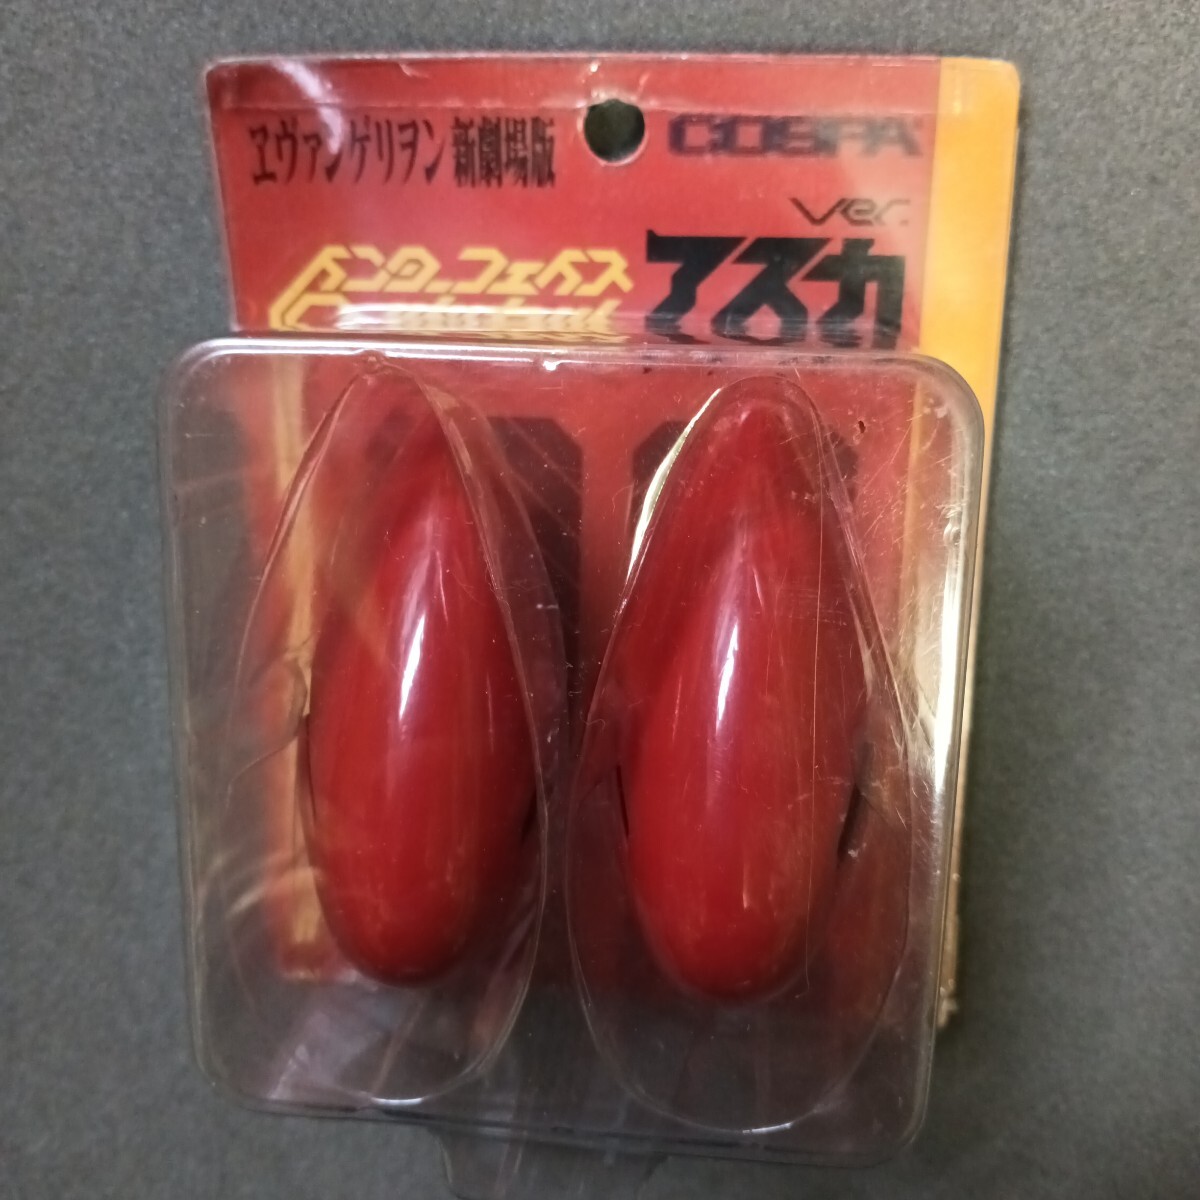 ヱヴァンゲリヲン 新劇場版
COSPA
ver.
インターフェイス
アスカ